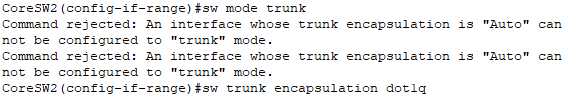 CoreSW2(config-if-range)#sw mode trunk
Command rejected: An interface whose trunk encapsulation is "Auto" can
not be configured to "trunk" mode.
Command rejected: An interface whose trunk encapsulation is "Auto" can
not be configured to "trunk" mode.
CoreSW2(config-if-range)#sw trunk encapsulation dot1q